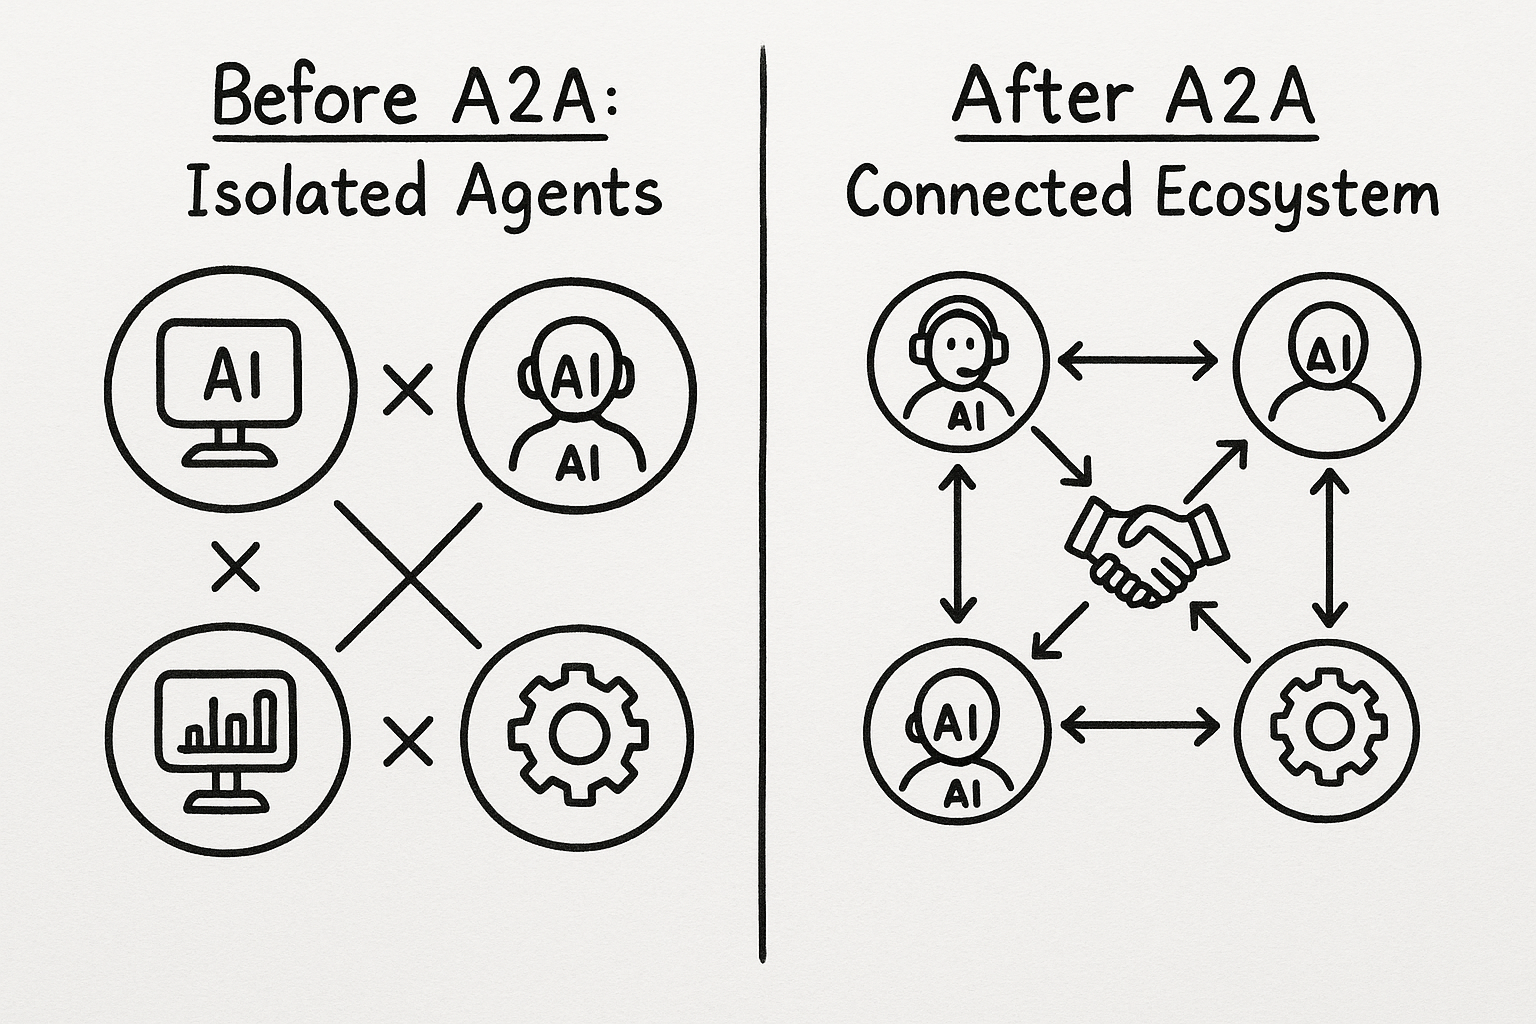 Before A2A:
Isolated Agents
AI
AI
AI
After A2A
Connected Ecosystem
AI
AI
AI
AI